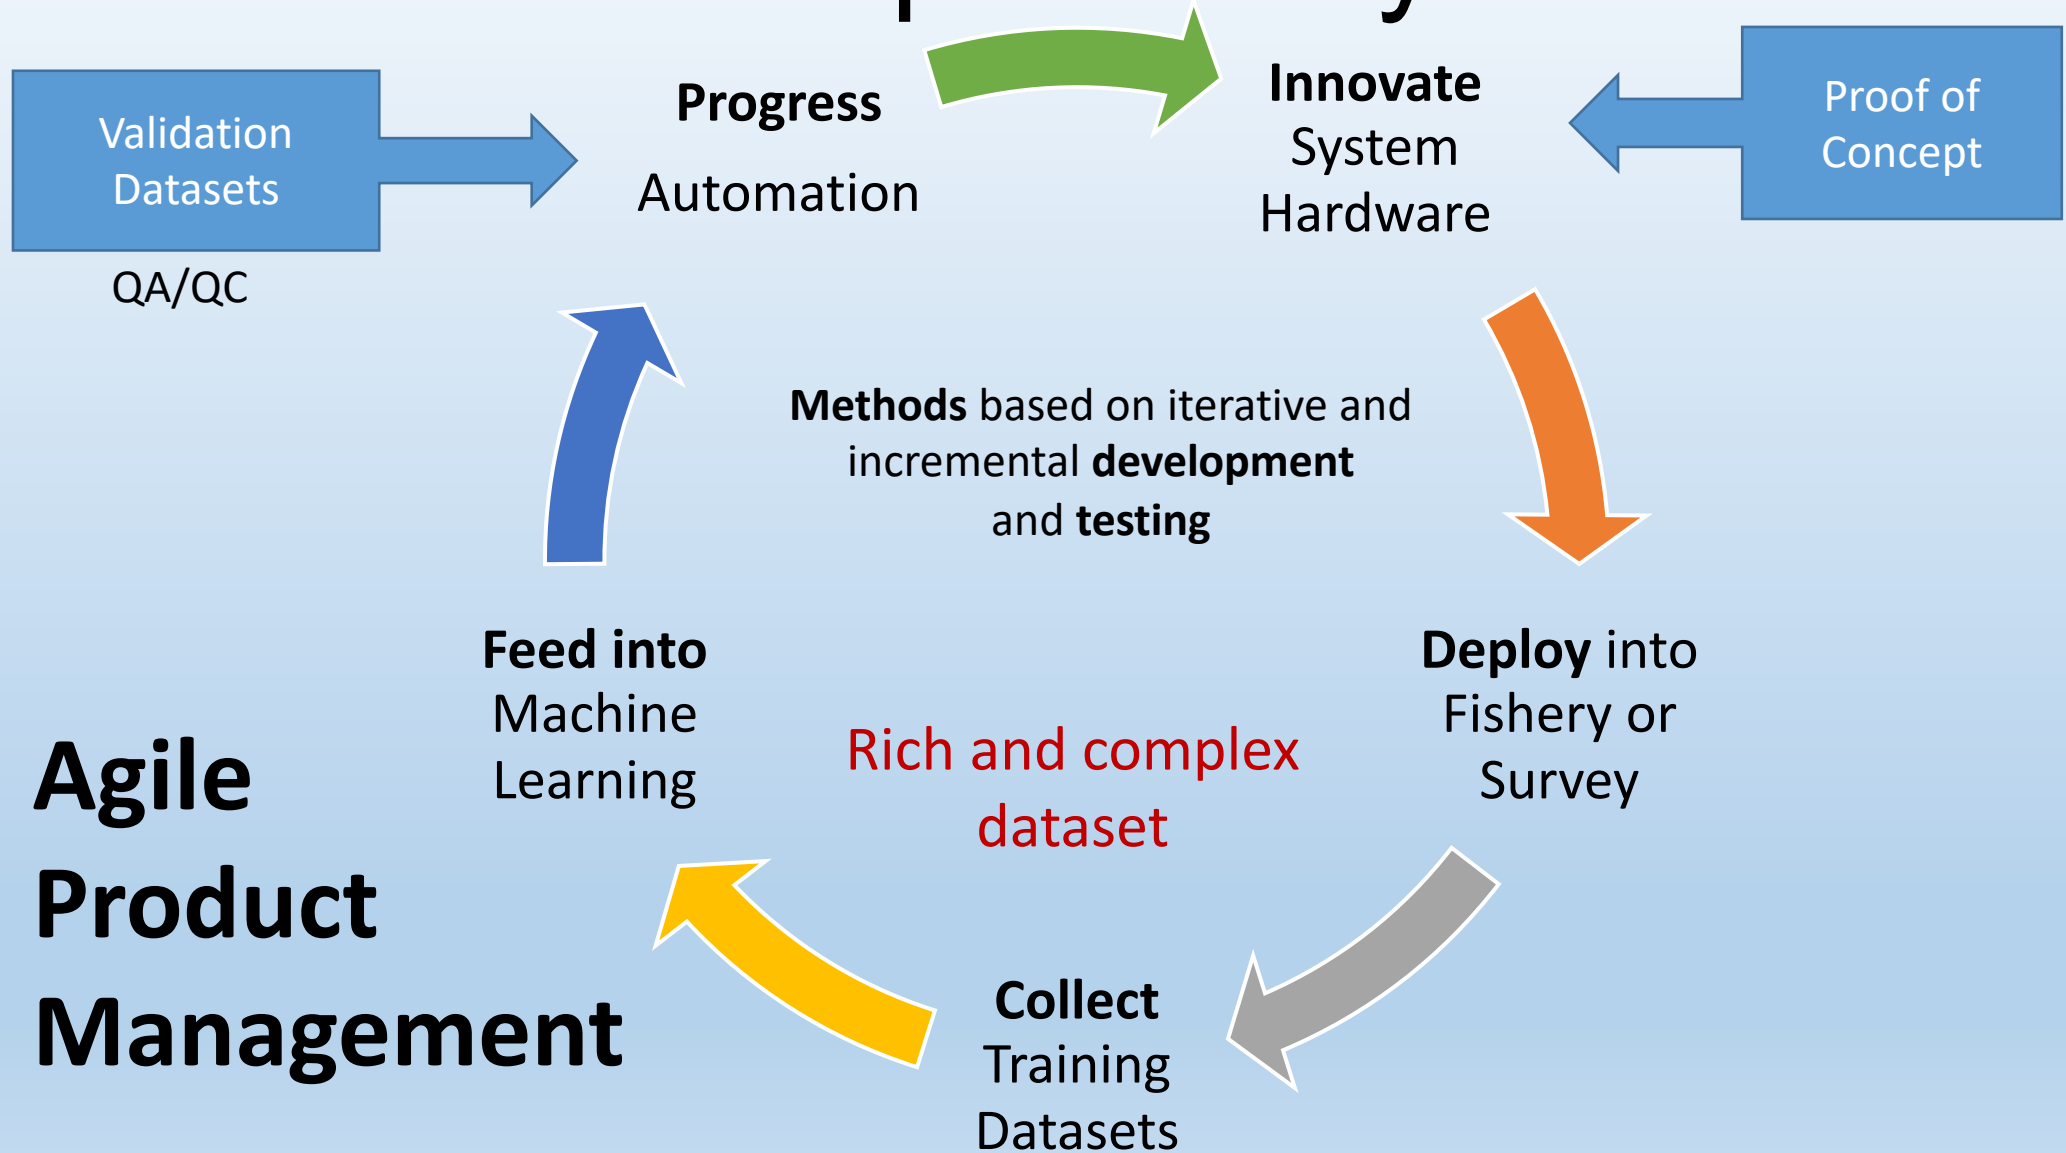 Progress
Automation
Innovate
System
Hardware
Proof of
Concept
Validation
Datasets
QA/QC
Methods based on iterative and
incremental development
and testing
Feed into
Machine
Learning
Deploy into
Fishery or
Survey
Rich and complex
dataset
Agile
Product
Management
Collect
Training
Datasets